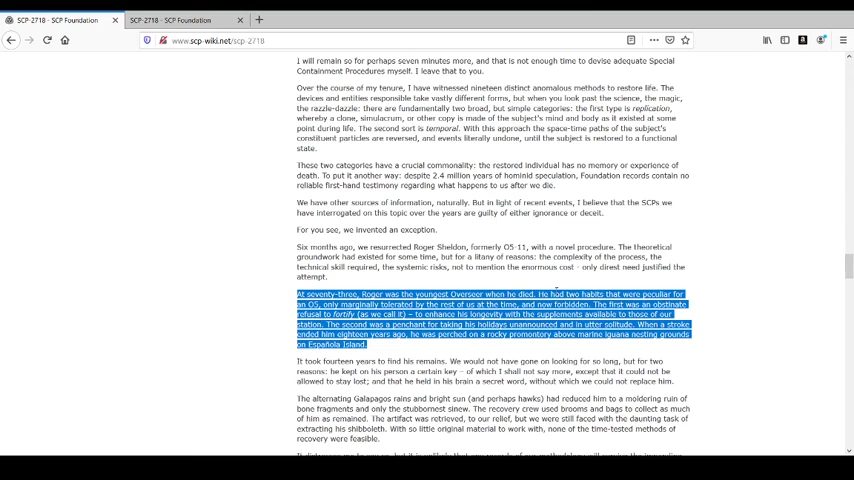 SCP-2718 - SCP Foundation
SCP-2718 - SCP Foundation
www.scp-wiki.net/scp-2718
I will remain so for perhaps seven minutes more, and that is not enough time to devise adequate Special
Containment Procedures myself. I leave that to you.
Over the course of my tenure, I have witnessed nineteen distinct anomalous methods to restore life. The
devices and entities responsible take vastly different forms, but when you look past the science, the magic,
the razzle-dazzle: there are fundamentally two broad, but simple categories: the first type is replication,
whereby a clone, simulacrum, or other copy is made of the subject's mind and body as it existed at some
point during life. The second sort is temporal. With this approach the space-time paths of the subject's
constituent particles are reversed, and events literally undone, until the subject is restored to a functional
state.
These two categories have a crucial commonality: the restored individual has no memory or experience of
death. To put it another way: despite 2.4 million years of hominid speculation, Foundation records contain no
reliable first-hand testimony regarding what happens to us after we die.
We have other sources of information, naturally. But in light of recent events, I believe that the SCPs we
have interrogated on this topic over the years are guilty of either ignorance or deceit.
For you see, we invented an exception.
Six months ago, we resurrected Roger Sheldon, formerly O5-11, with a novel procedure. The theoretical
groundwork had existed for some time, but for a litany of reasons: the complexity of the process, the
technical skill required, the systemic risks, not to mention the enormous cost - only direst need justified the
attempt.
At seventy-three, Roger was the youngest Overseer when he died. He had two habits that were peculiar for
an O5, only marginally tolerated by the rest of us at the time, and now forbidden. The first was an obstinate
refusal to fortify (as we call it) – to enhance his longevity with the supplements available to those of our
station. The second was a penchant for taking his holidays unannounced and in utter solitude. When a stroke
ended him eighteen years ago, he was perched on a rocky promontory above marine iguana nesting grounds
on Española Island.
It took fourteen years to find his remains. We would not have gone on looking for so long, but for two
reasons: he kept on his person a certain key – of which I shall not say more, except that it could not be
allowed to stay lost; and that he held in his brain a secret word, without which we could not replace him.
The alternating Galapagos rains and bright sun (and perhaps hawks) had reduced him to a moldering ruin of
bone fragments and only the stubbornest sinew. The recovery crew used brooms and bags to collect as much
of him as remained. The artifact was retrieved, to our relief, but we were still faced with the daunting task of
extracting his shibboleth. With so little original material to work with, none of the time-tested methods of
recovery were feasible.